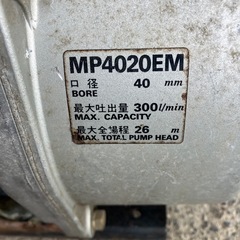 MP4020EM
口径 40 mm
BORE
最大吐出量 300l/min
MAX. CAPACITY
最大全揚程 26 m
MAX. TOTAL PUMP HEAD